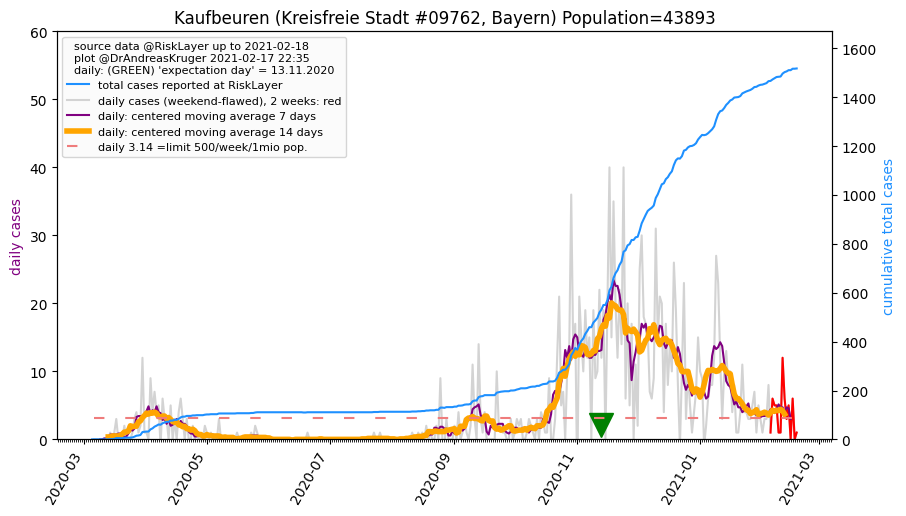 Kaufbeuren (Kreisfreie Stadt #09762, Bayern) Population=43893
source data @RiskLayer up to 2021-02-18
plot @DrAndreasKruger 2021-02-17 22:35
daily: (GREEN) 'expectation day' = 13.11.2020
total cases reported at RiskLayer
daily cases (weekend-flawed), 2 weeks: red
daily: centered moving average 7 days
daily: centered moving average 14 days
daily 3.14 =limit 500/week/1mio pop.
daily cases
60
50
40
30
20
10
0
cumulative total cases
1600
1400
1200
1000
800
600
400
200
0
2020-03
2020-05
2020-07
2020-09
2020-11
2021-01
2021-03